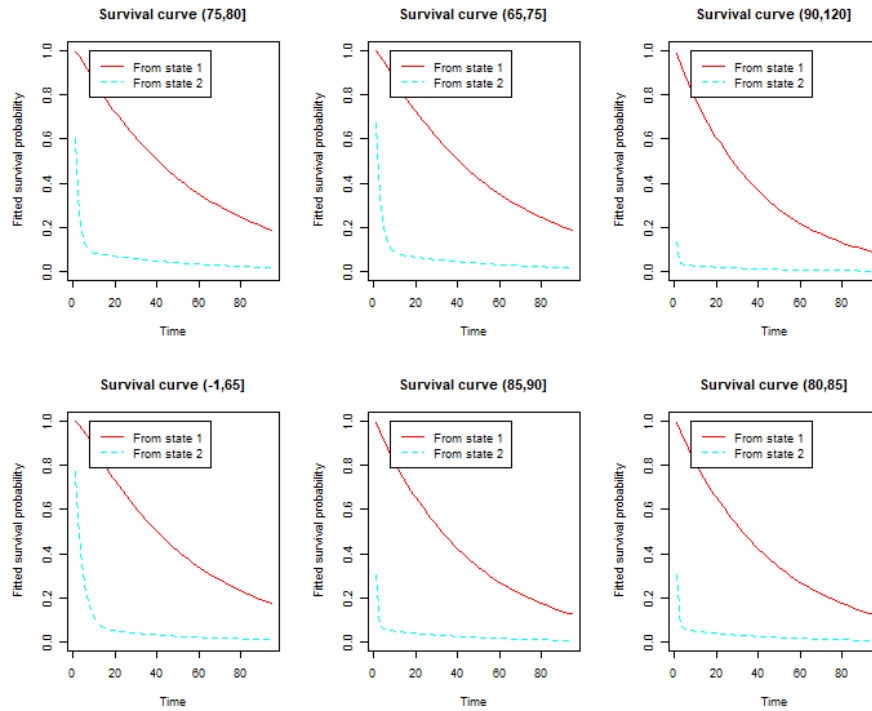 Survival curve (75,80]
Fitted survival probability
1.0
0.8
0.6
0.4
0.2
0.0
From state 1
From state 2
0 20 40 60 80
Time
Survival curve (65,75]
Fitted survival probability
1.0
0.8
0.6
0.4
0.2
0.0
From state 1
From state 2
0 20 40 60 80
Time
Survival curve (90,120]
Fitted survival probability
1.0
0.8
0.6
0.4
0.2
0.0
From state 1
From state 2
0 20 40 60 80
Time
Survival curve (-1,65]
Fitted survival probability
1.0
0.8
0.6
0.4
0.2
0.0
From state 1
From state 2
0 20 40 60 80
Time
Survival curve (85,90]
Fitted survival probability
1.0
0.8
0.6
0.4
0.2
0.0
From state 1
From state 2
0 20 40 60 80
Time
Survival curve (80,85]
Fitted survival probability
1.0
0.8
0.6
0.4
0.2
0.0
From state 1
From state 2
0 20 40 60 80
Time